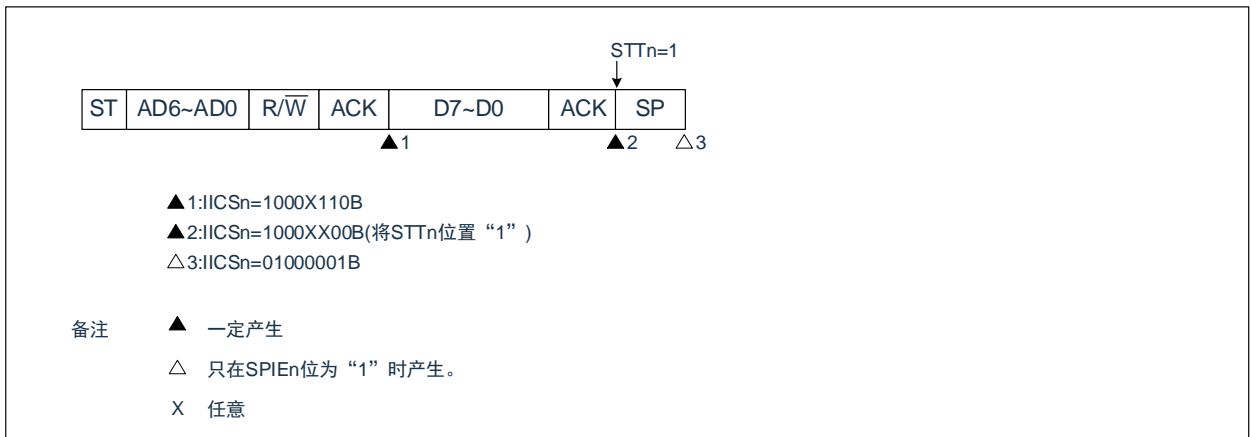 STTn=1
ST AD6~AD0 R/W̅ ACK D7~D0 ACK SP
▲1 ▲2 △3
▲1:IICSn=1000X110B
▲2:IICSn=1000XX00B(将STTn位置“1”)
△3:IICSn=01000001B
备注 ▲ 一定产生
△ 只在SPIEn位为“1”时产生。
X 任意